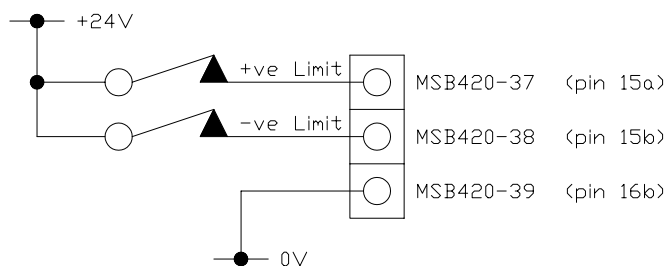 +24V
+ve Limit MSB420-37 (pin 15a)
-ve Limit MSB420-38 (pin 15b)
MSB420-39 (pin 16b)
0V